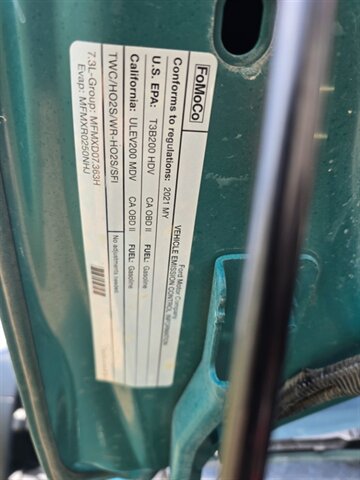 FoMoCo
Ford Motor Company
VEHICLE EMISSION CONTROL INFORMATION
Conforms to regulations: 2021 MY
U.S. EPA: T3B200 HDV CA OBD II FUEL: Gasoline
California: ULEV200 MDV CA OBD II FUEL: Gasoline
TWC/HO2S/WR-HO2S/SFI No adjustments needed.
7.3L-Group: MFMXD07.363H
Evap: MFMXR0250NHJ